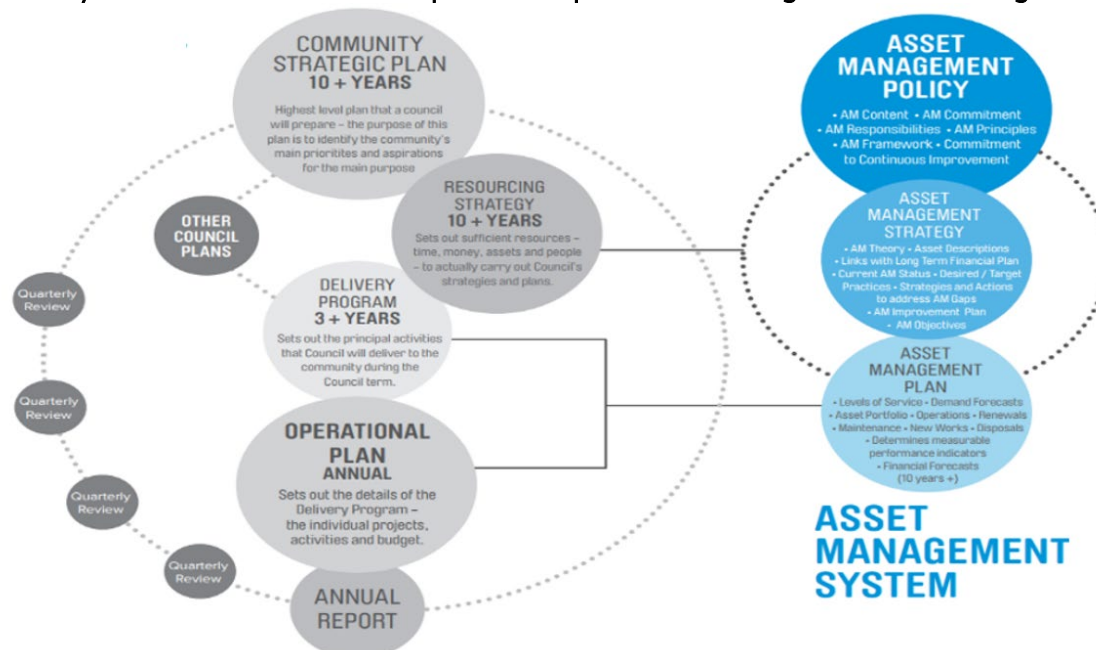 COMMUNITY
STRATEGIC PLAN
10 + YEARS
Highest level plan that a council
will prepare – the purpose of this
plan is to identify the community's
main prioritites and aspirations
for the main purpose
RESOURCING
STRATEGY
10 + YEARS
Sets out sufficient resources –
time, money, assets and people
– to actually carry out Council's
strategies and plans.
OTHER
COUNCIL
PLANS
DELIVERY
PROGRAM
3 + YEARS
Sets out the principal activities
that Council will deliver to the
community during the
Council term.
OPERATIONAL
PLAN
ANNUAL
Sets out the details of the
Delivery Program –
the individual projects,
activities and budget.
ANNUAL
REPORT
Quarterly
Review
Quarterly
Review
Quarterly
Review
Quarterly
Review
ASSET
MANAGEMENT
POLICY
• AM Content • AM Commitment
• AM Responsibilities • AM Principles
• AM Framework • Commitment
to Continuous Improvement
ASSET
MANAGEMENT
STRATEGY
• AM Theory • Asset Descriptions
• Links with Long Term Financial Plan
• Current AM Status • Desired / Target
Practices • Strategies and Actions
to address AM Gaps
• AM Improvement Plan
• AM Objectives
ASSET
MANAGEMENT
PLAN
• Levels of Service • Demand Forecasts
• Asset Portfolio • Operations • Renewals
• Maintenance • New Works • Disposals
• Determines measurable
performance indicators
• Financial Forecasts
(10 years +)
ASSET
MANAGEMENT
SYSTEM